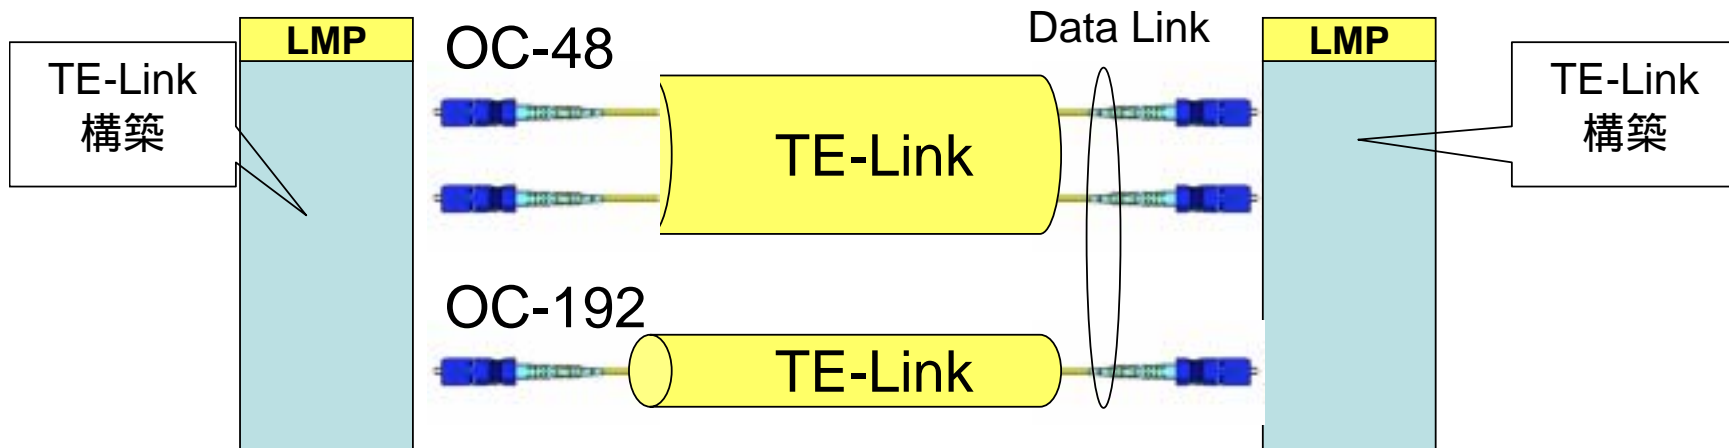 LMP
TE-Link
構築
OC-48
Data Link
LMP
TE-Link
構築
TE-Link
OC-192
TE-Link